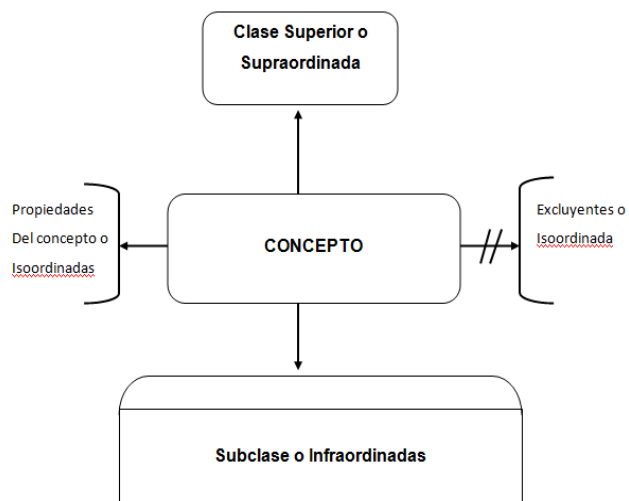 Clase Superior o
Supraordinada
Propiedades
Del concepto o
Isoordinadas
CONCEPTO
Excluyentes o
Isoordinada
Subclase o Infraordinadas